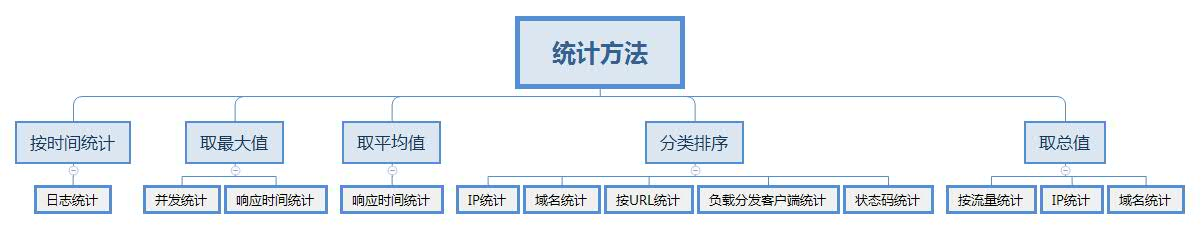 统计方法
按时间统计
取最大值
取平均值
分类排序
取总值
日志统计
并发统计
响应时间统计
响应时间统计
IP统计
域名统计
按URL统计
负载分发客户端统计
状态码统计
按流量统计
IP统计
域名统计